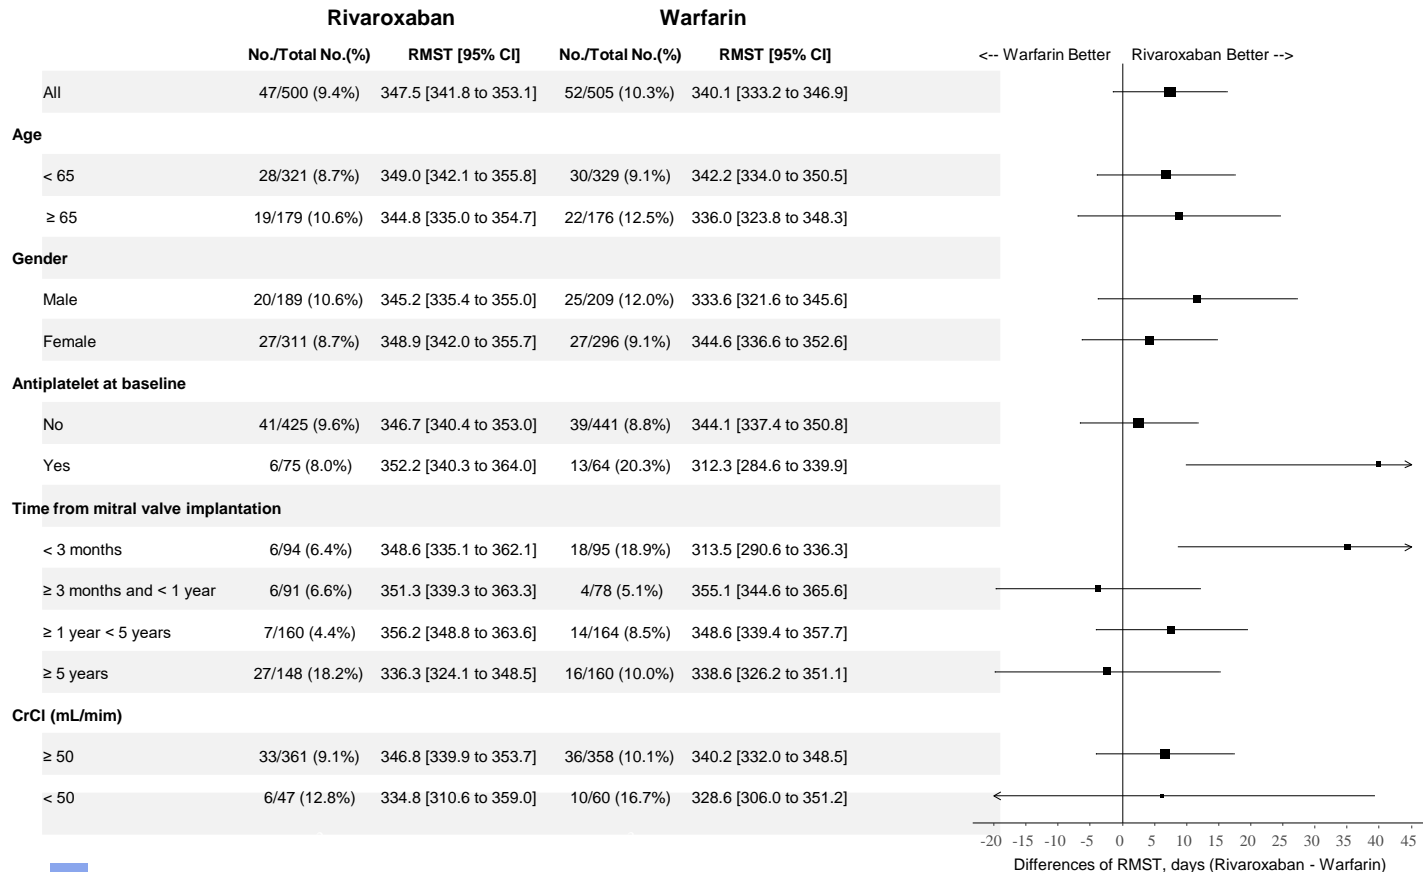 Rivaroxaban Warfarin
No./Total No.(%) RMST [95% CI] No./Total No.(%) RMST [95% CI] <-- Warfarin Better Rivaroxaban Better -->
All 47/500 (9.4%) 347.5 [341.8 to 353.1] 52/505 (10.3%) 340.1 [333.2 to 346.9]
Age
< 65 28/321 (8.7%) 349.0 [342.1 to 355.8] 30/329 (9.1%) 342.2 [334.0 to 350.5]
≥ 65 19/179 (10.6%) 344.8 [335.0 to 354.7] 22/176 (12.5%) 336.0 [323.8 to 348.3]
Gender
Male 20/189 (10.6%) 345.2 [335.4 to 355.0] 25/209 (12.0%) 333.6 [321.6 to 345.6]
Female 27/311 (8.7%) 348.9 [342.0 to 355.7] 27/296 (9.1%) 344.6 [336.6 to 352.6]
Antiplatelet at baseline
No 41/425 (9.6%) 346.7 [340.4 to 353.0] 39/441 (8.8%) 344.1 [337.4 to 350.8]
Yes 6/75 (8.0%) 352.2 [340.3 to 364.0] 13/64 (20.3%) 312.3 [284.6 to 339.9]
Time from mitral valve implantation
< 3 months 6/94 (6.4%) 348.6 [335.1 to 362.1] 18/95 (18.9%) 313.5 [290.6 to 336.3]
≥ 3 months and < 1 year 6/91 (6.6%) 351.3 [339.3 to 363.3] 4/78 (5.1%) 355.1 [344.6 to 365.6]
≥ 1 year < 5 years 7/160 (4.4%) 356.2 [348.8 to 363.6] 14/164 (8.5%) 348.6 [339.4 to 357.7]
≥ 5 years 27/148 (18.2%) 336.3 [324.1 to 348.5] 16/160 (10.0%) 338.6 [326.2 to 351.1]
CrCl (mL/mim)
≥ 50 33/361 (9.1%) 346.8 [339.9 to 353.7] 36/358 (10.1%) 340.2 [332.0 to 348.5]
< 50 6/47 (12.8%) 334.8 [310.6 to 359.0] 10/60 (16.7%) 328.6 [306.0 to 351.2]
-20 -15 -10 -5 0 5 10 15 20 25 30 35 40 45
Differences of RMST, days (Rivaroxaban - Warfarin)